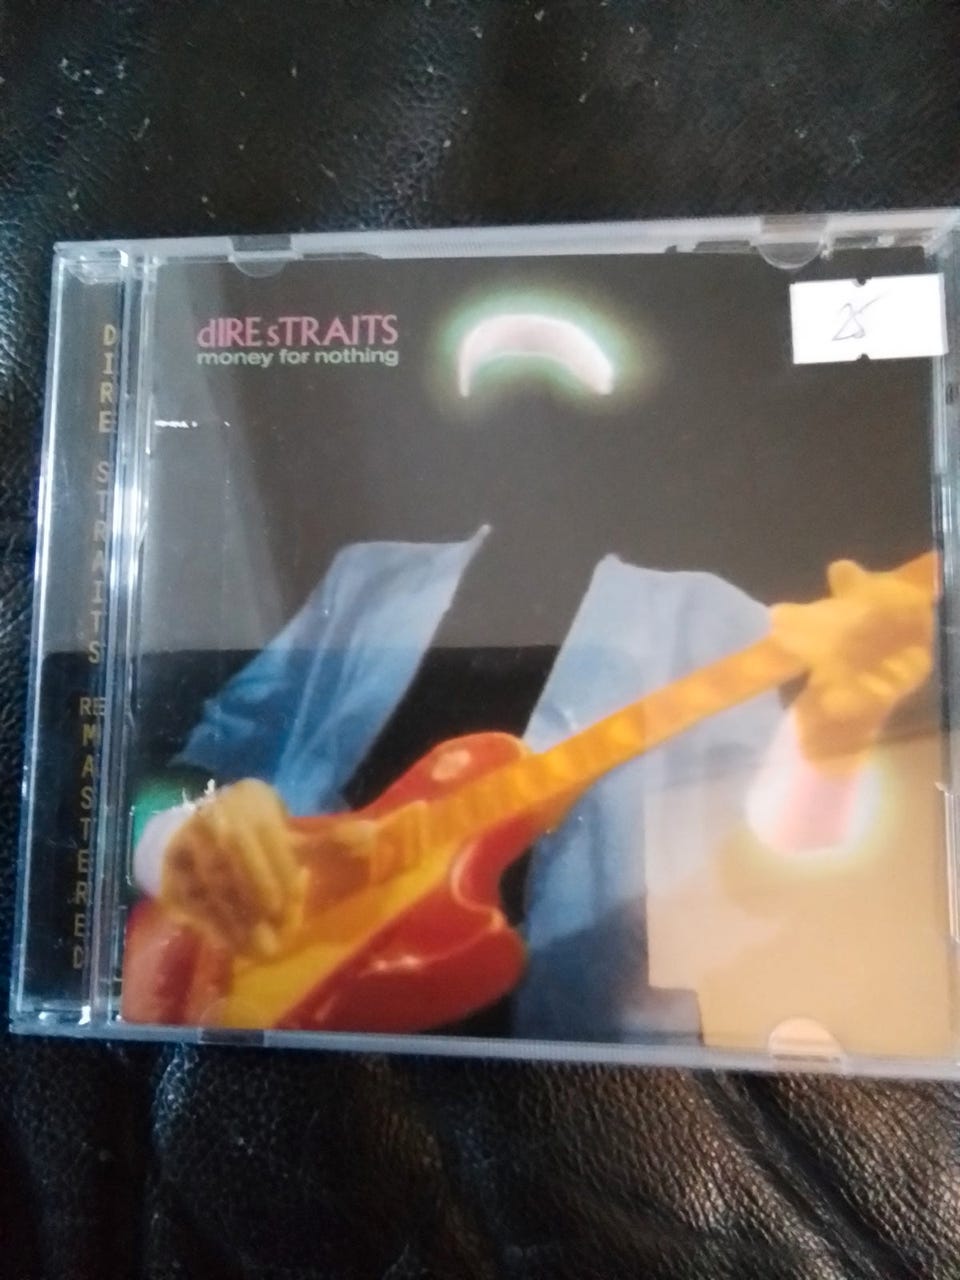 dIRE sTRAITS
money for nothing
25
DIRE STRAITS REMASTERED